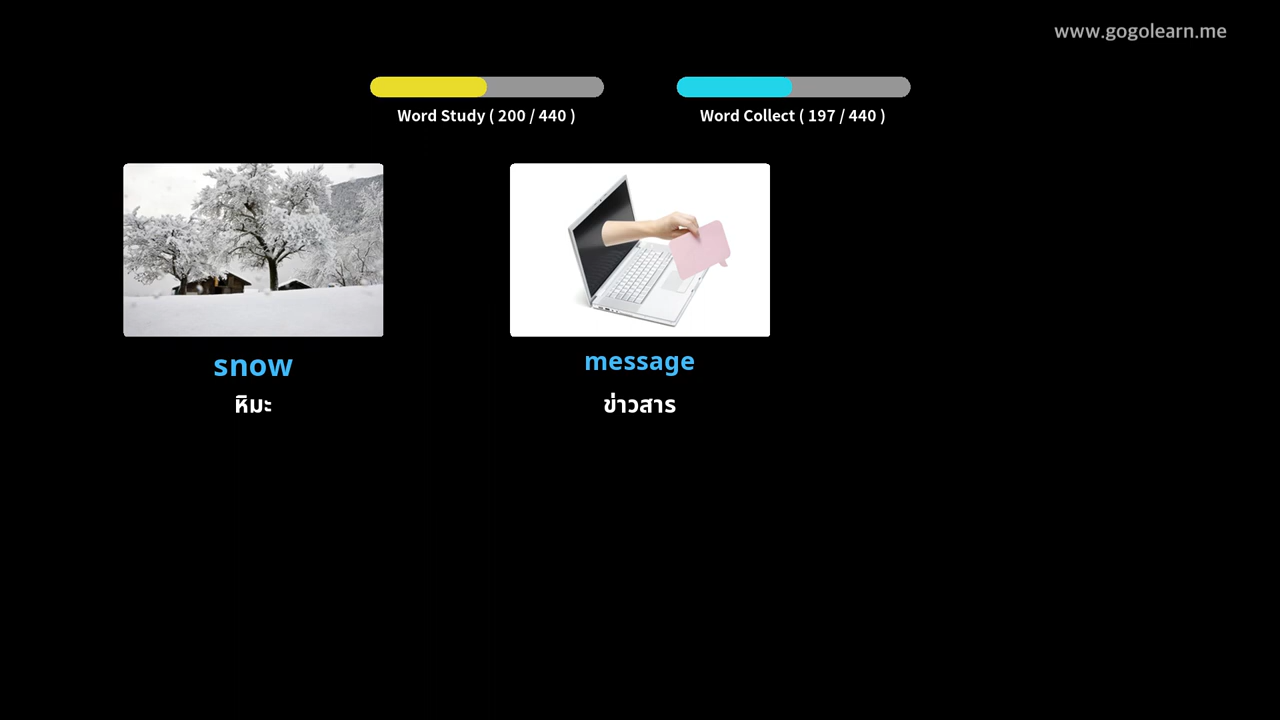 www.gogolearn.me
Word Study ( 200 / 440 )
Word Collect ( 197 / 440 )
snow
หิมะ
message
ข่าวสาร